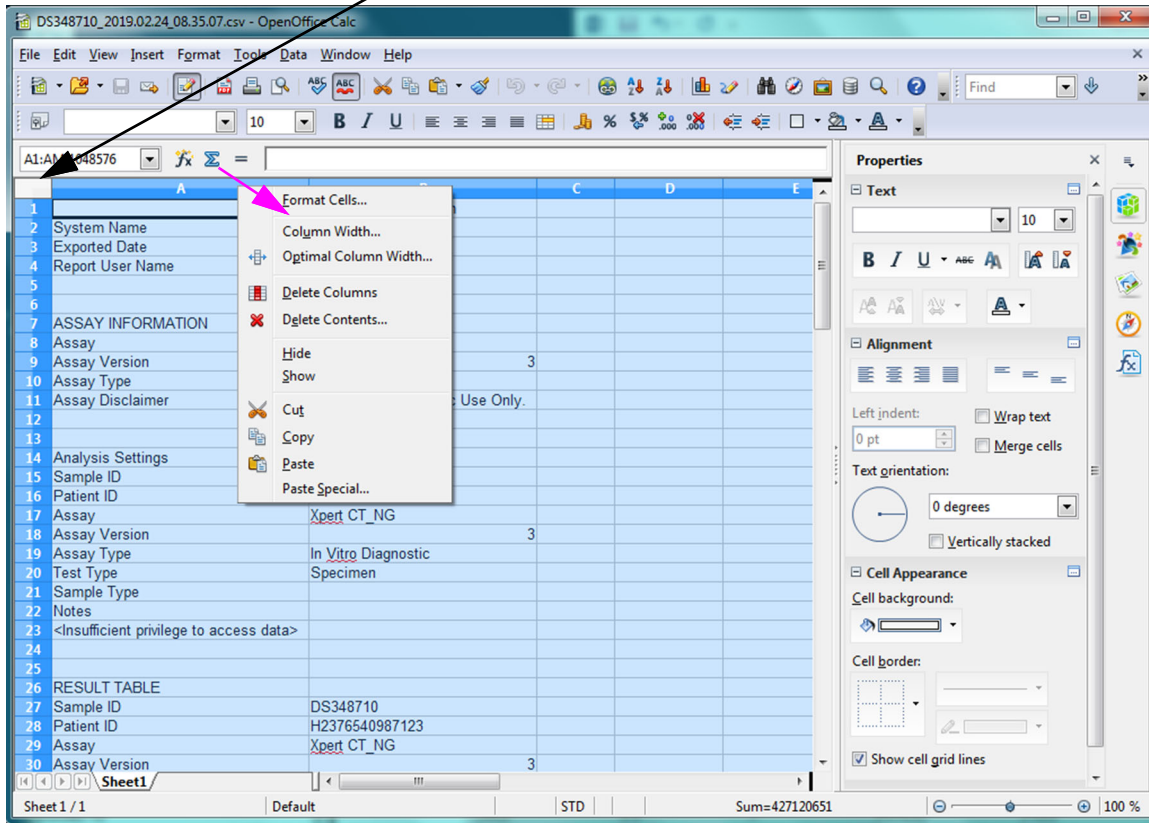 DS348710_2019.02.24_08.35.07.csv - OpenOffice Calc
File Edit View Insert Format Tools Data Window Help
Find
10
A1:AM1048576
A C D E
1
2 System Name
3 Exported Date
4 Report User Name
5
6
7 ASSAY INFORMATION
8 Assay
9 Assay Version 3
10 Assay Type
11 Assay Disclaimer Use Only.
12
13
14 Analysis Settings
15 Sample ID
16 Patient ID
17 Assay Xpert CT_NG
18 Assay Version 3
19 Assay Type In Vitro Diagnostic
20 Test Type Specimen
21 Sample Type
22 Notes
23 <Insufficient privilege to access data>
24
25
26 RESULT TABLE
27 Sample ID DS348710
28 Patient ID H2376540987123
29 Assay Xpert CT_NG
30 Assay Version 3
Format Cells...
Column Width...
Optimal Column Width...
Delete Columns
Delete Contents...
Hide
Show
Cut
Copy
Paste
Paste Special...
Properties
Text
10
B I U ABC
Alignment
Left indent: Wrap text
0 pt Merge cells
Text orientation:
0 degrees
Vertically stacked
Cell Appearance
Cell background:
Cell border:
Show cell grid lines
Sheet1
Sheet 1 / 1 Default STD Sum=427120651 100 %